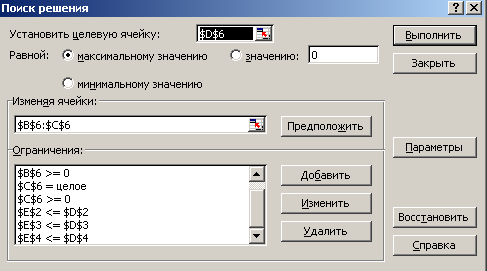 Поиск решения
Установить целевую ячейку: $D$6 Выполнить
Равной: максимальному значению значению: 0 Закрыть
минимальному значению
Изменяя ячейки:
$B$6:$C$6 Предположить
Ограничения: Параметры
$B$6 >= 0 Добавить
$C$6 = целое
$C$6 >= 0 Изменить
$E$2 <= $D$2 Восстановить
$E$3 <= $D$3 Удалить
$E$4 <= $D$4 Справка